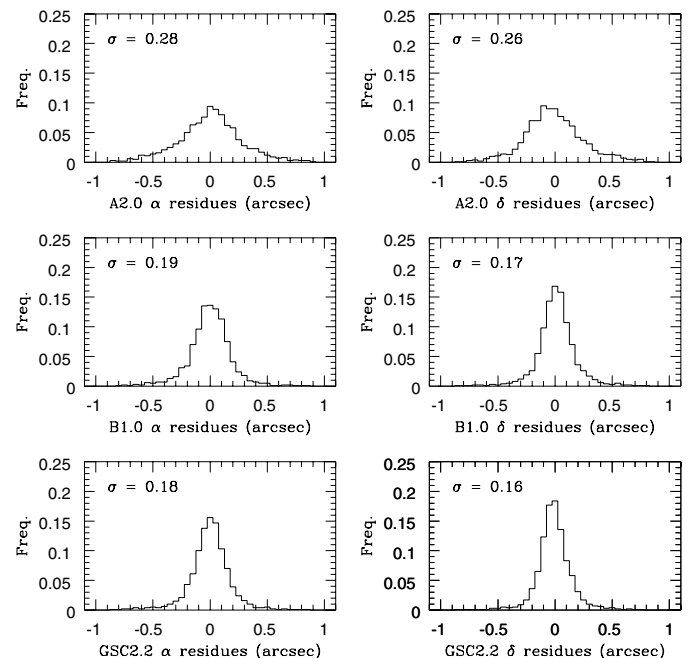 σ = 0.28
Freq.
0.25
0.2
0.15
0.1
0.05
0
-1 -0.5 0 0.5 1
A2.0 α residues (arcsec)
σ = 0.26
Freq.
0.25
0.2
0.15
0.1
0.05
0
-1 -0.5 0 0.5 1
A2.0 δ residues (arcsec)
σ = 0.19
Freq.
0.25
0.2
0.15
0.1
0.05
0
-1 -0.5 0 0.5 1
B1.0 α residues (arcsec)
σ = 0.17
Freq.
0.25
0.2
0.15
0.1
0.05
0
-1 -0.5 0 0.5 1
B1.0 δ residues (arcsec)
σ = 0.18
Freq.
0.25
0.2
0.15
0.1
0.05
0
-1 -0.5 0 0.5 1
GSC2.2 α residues (arcsec)
σ = 0.16
Freq.
0.25
0.2
0.15
0.1
0.05
0
-1 -0.5 0 0.5 1
GSC2.2 δ residues (arcsec)